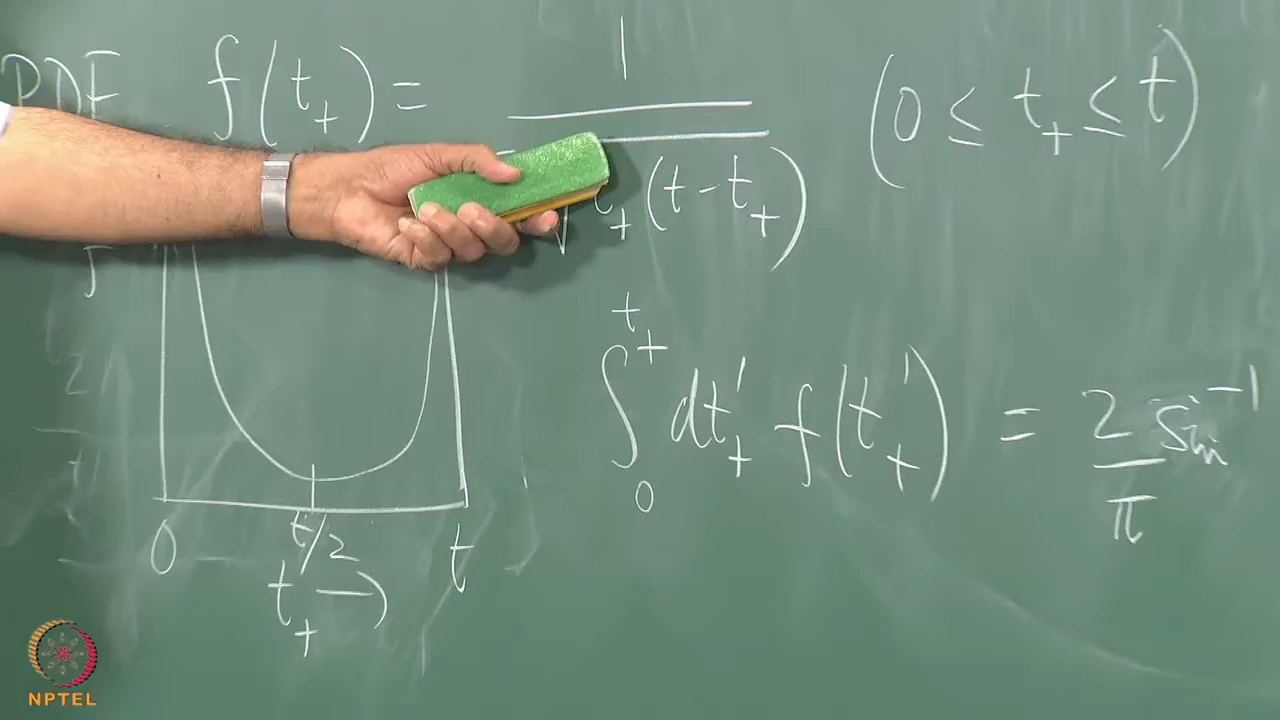 PDF f(t₊) = 1 / √ t₊(t - t₊) (0 ≤ t₊ ≤ t)
f
∫₀^t₊ dt₊' f(t₊') = 2/π sin⁻¹
0 t/2 t
t₊ →
NPTEL